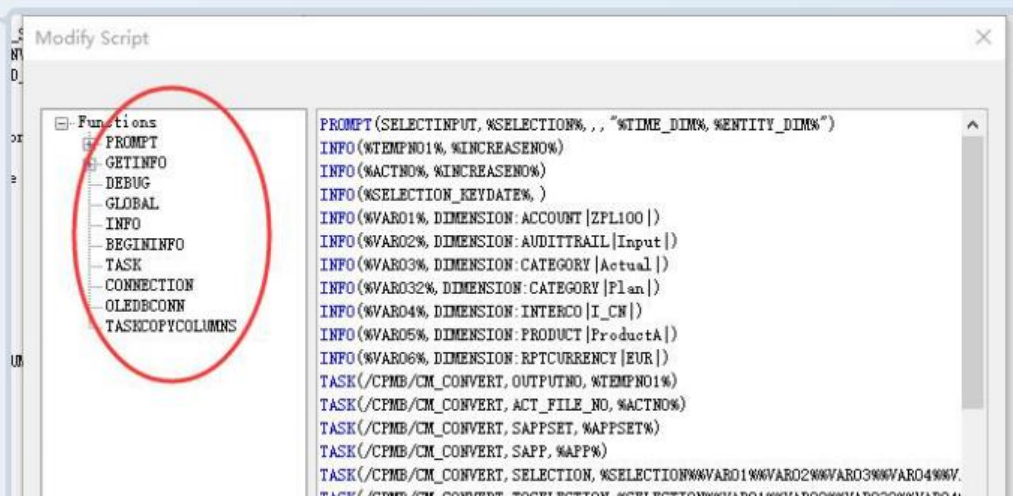 Modify Script
Functions
PROMPT
GETINFO
DEBUG
GLOBAL
INFO
BEGININFO
TASK
CONNECTION
OLEDBCONN
TASKCOPYCOLUMNS
PROMPT(SELECTINPUT,%SELECTION%,,,"%TIME_DIM%,%ENTITY_DIM%")
INFO(%TEMPNO1%,%INCREASENO%)
INFO(%ACTNO%,%INCREASENO%)
INFO(%SELECTION_KEYDATE%,)
INFO(%VAR01%,DIMENSION:ACCOUNT|ZPL100|)
INFO(%VAR02%,DIMENSION:AUDITTRAIL|Input|)
INFO(%VAR03%,DIMENSION:CATEGORY|Actual|)
INFO(%VAR032%,DIMENSION:CATEGORY|Plan|)
INFO(%VAR04%,DIMENSION:INTERCO|I_CN|)
INFO(%VAR05%,DIMENSION:PRODUCT|ProductA|)
INFO(%VAR06%,DIMENSION:RPTCURRENCY|EUR|)
TASK(/CPMB/CM_CONVERT,OUTPUTNO,%TEMPNO1%)
TASK(/CPMB/CM_CONVERT,ACT_FILE_NO,%ACTNO%)
TASK(/CPMB/CM_CONVERT,SAPPSET,%APPSET%)
TASK(/CPMB/CM_CONVERT,SAPP,%APP%)
TASK(/CPMB/CM_CONVERT,SELECTION,%SELECTION%%VAR01%%VAR02%%VAR03%%VAR04%%V